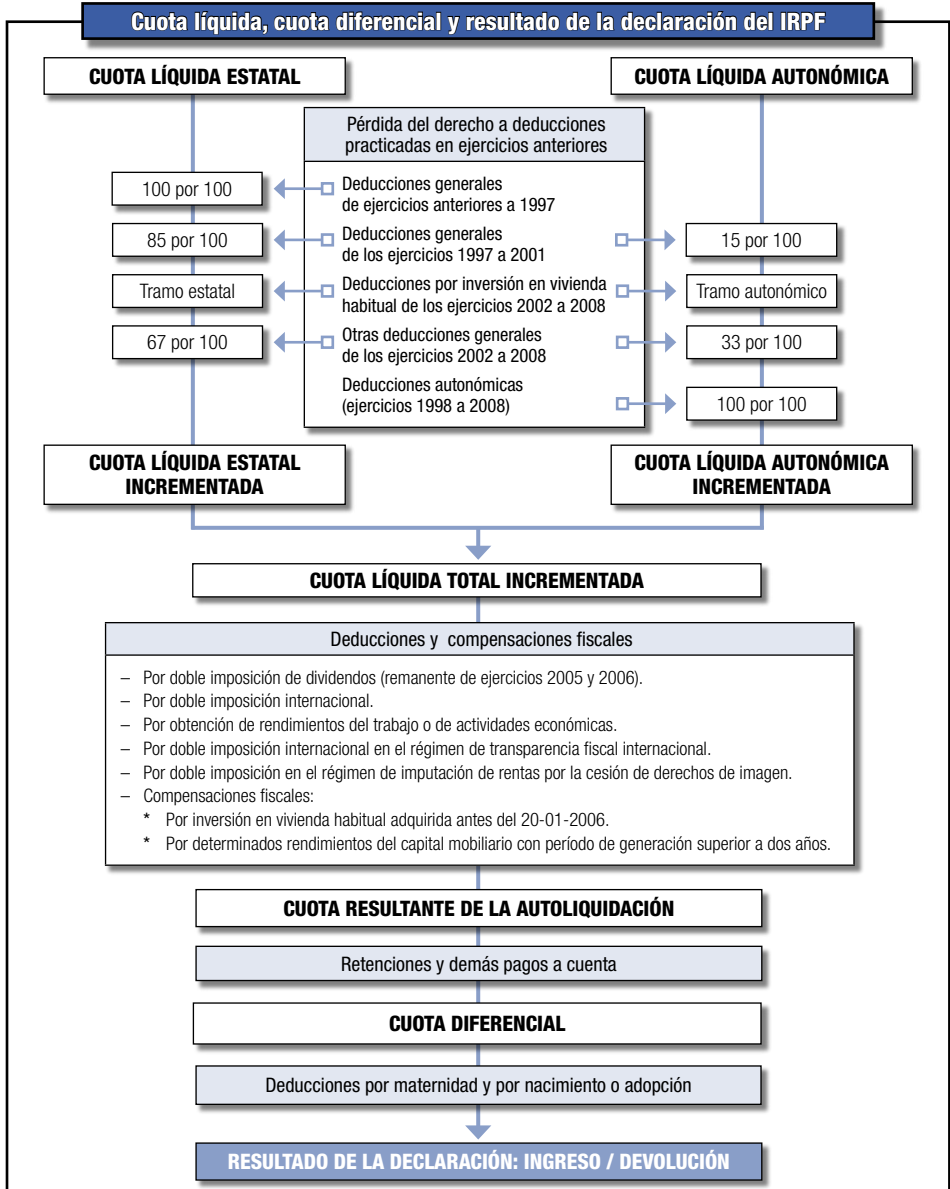 Cuota líquida, cuota diferencial y resultado de la declaración del IRPF
CUOTA LÍQUIDA ESTATAL
CUOTA LÍQUIDA AUTONÓMICA
Pérdida del derecho a deducciones
practicadas en ejercicios anteriores
100 por 100
Deducciones generales
de ejercicios anteriores a 1997
85 por 100
Deducciones generales
de los ejercicios 1997 a 2001
15 por 100
Tramo estatal
Deducciones por inversión en vivienda
habitual de los ejercicios 2002 a 2008
Tramo autonómico
67 por 100
Otras deducciones generales
de los ejercicios 2002 a 2008
33 por 100
Deducciones autonómicas
(ejercicios 1998 a 2008)
100 por 100
CUOTA LÍQUIDA ESTATAL
INCREMENTADA
CUOTA LÍQUIDA AUTONÓMICA
INCREMENTADA
CUOTA LÍQUIDA TOTAL INCREMENTADA
Deducciones y compensaciones fiscales
– Por doble imposición de dividendos (remanente de ejercicios 2005 y 2006).
– Por doble imposición internacional.
– Por obtención de rendimientos del trabajo o de actividades económicas.
– Por doble imposición internacional en el régimen de transparencia fiscal internacional.
– Por doble imposición en el régimen de imputación de rentas por la cesión de derechos de imagen.
– Compensaciones fiscales:
* Por inversión en vivienda habitual adquirida antes del 20-01-2006.
* Por determinados rendimientos del capital mobiliario con período de generación superior a dos años.
CUOTA RESULTANTE DE LA AUTOLIQUIDACIÓN
Retenciones y demás pagos a cuenta
CUOTA DIFERENCIAL
Deducciones por maternidad y por nacimiento o adopción
RESULTADO DE LA DECLARACIÓN: INGRESO / DEVOLUCIÓN